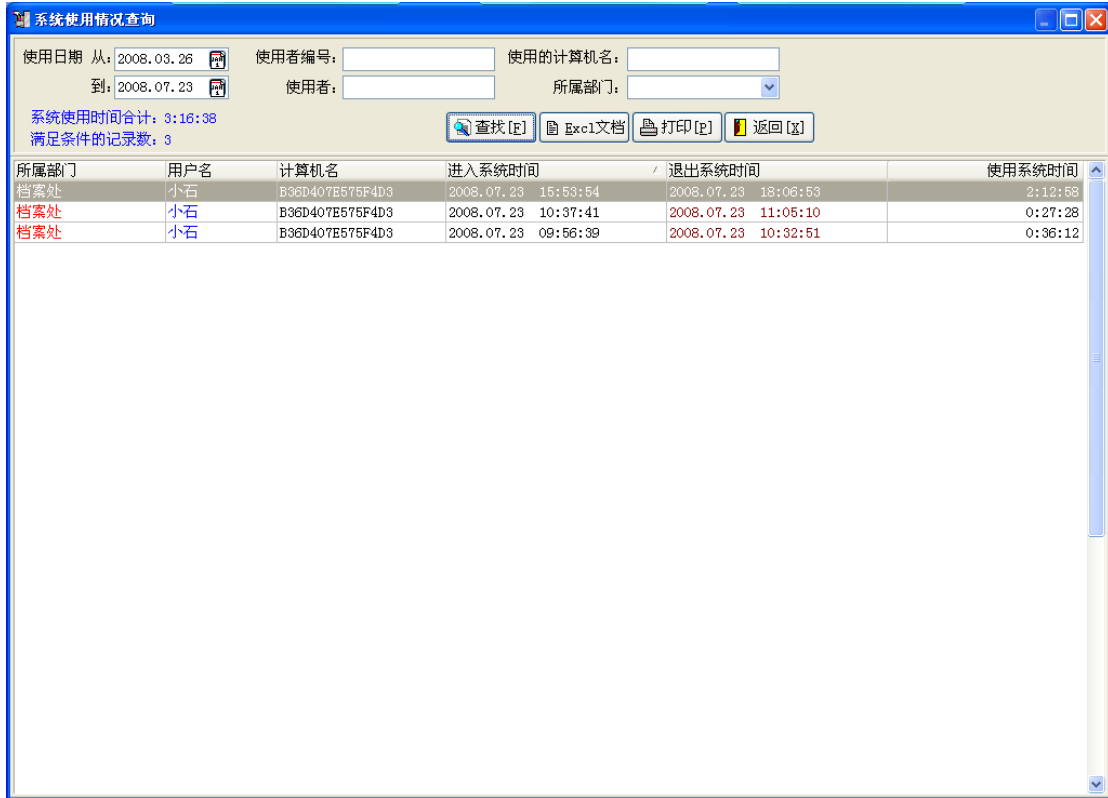 系统使用情况查询
使用日期 从: 2008.03.26 使用者编号: 使用的计算机名:
到: 2008.07.23 使用者: 所属部门:
系统使用时间合计: 3:16:38
满足条件的记录数: 3
查找[F] Excl文档 打印[P] 返回[X]
所属部门 用户名 计算机名 进入系统时间 退出系统时间 使用系统时间
档案处 小石 B36D407E575F4D3 2008.07.23 15:53:54 2008.07.23 18:06:53 2:12:58
档案处 小石 B36D407E575F4D3 2008.07.23 10:37:41 2008.07.23 11:05:10 0:27:28
档案处 小石 B36D407E575F4D3 2008.07.23 09:56:39 2008.07.23 10:32:51 0:36:12